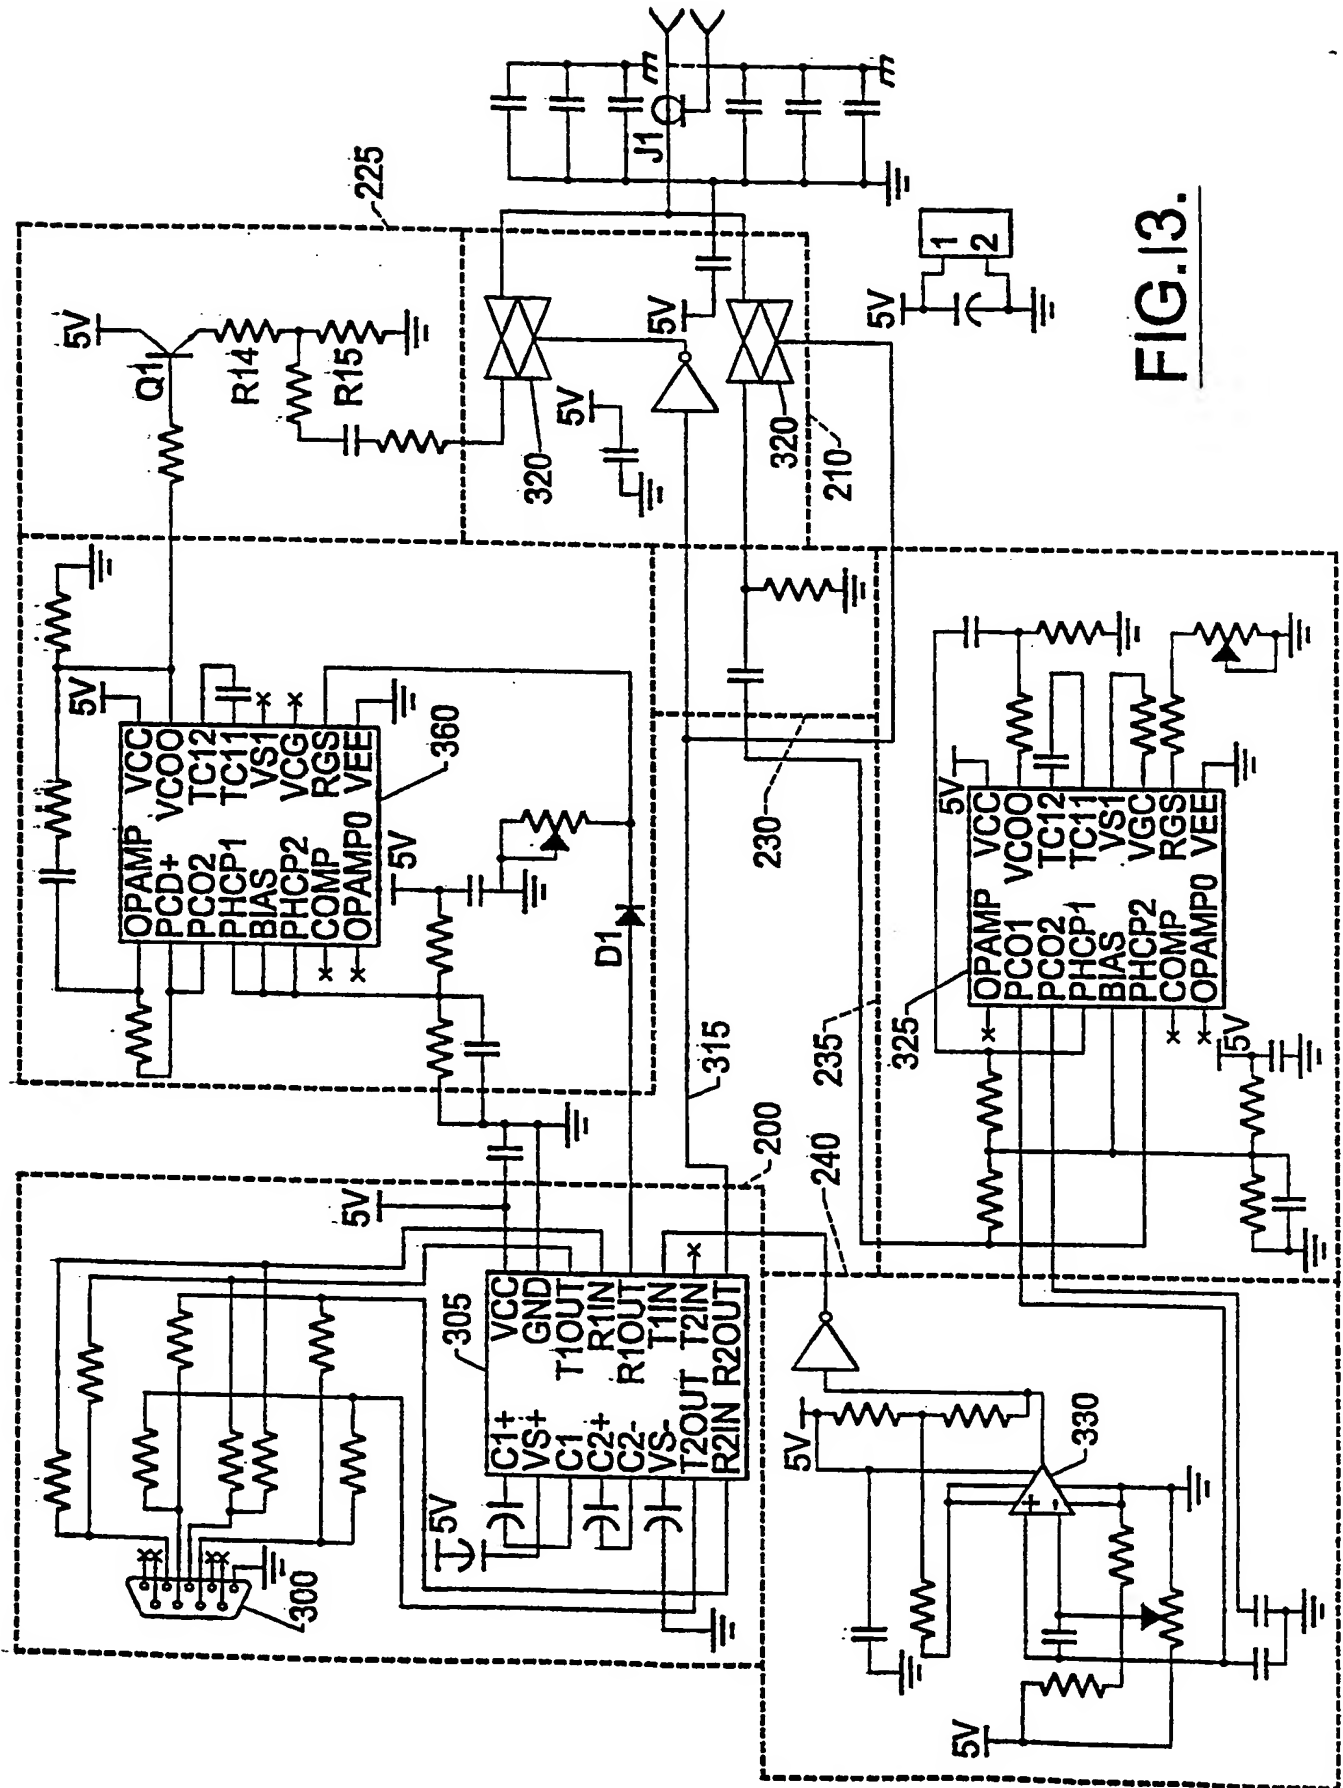 225
5V
Q1
R14
R15
320
5V
5V
320
210
J1
5V
1
2
FIG.13.
5V
OPAMP VCC
PCD+ VCOO
PCO2 TC12
PHCP1 TC11
BIAS VS1
PHCP2 VCG
COMP RGS
OPAMP0 VEE
360
5V
D1
230
315
235
325
5V
OPAMP VCC
PCO1 VCOO
PCO2 TC12
PHCP1 TC11
BIAS VS1
PHCP2 VGC
COMP RGS
OPAMP0 VEE
5V
200
240
5V
305
C1+ VCC
VS+ GND
C1 T1OUT
C2+ R1IN
C2- R1OUT
VS- T1IN
T2OUT T2IN
R2IN R2OUT
5V
300
5V
330
5V